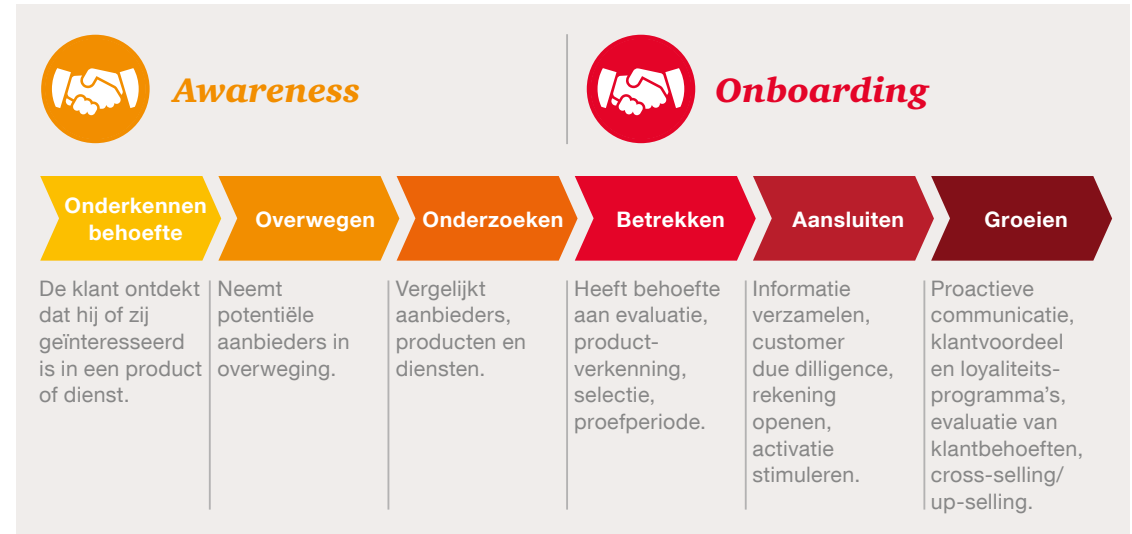 Awareness
Onboarding
Onderkennen
behoefte
Overwegen
Onderzoeken
Betrekken
Aansluiten
Groeien
De klant ontdekt
dat hij of zij
geïnteresseerd
is in een product
of dienst.
Neemt
potentiële
aanbieders in
overweging.
Vergelijkt
aanbieders,
producten en
diensten.
Heeft behoefte
aan evaluatie,
product-
verkenning,
selectie,
proefperiode.
Informatie
verzamelen,
customer
due dilligence,
rekening
openen,
activatie
stimuleren.
Proactieve
communicatie,
klantvoordeel
en loyaliteits-
programma's,
evaluatie van
klantbehoeften,
cross-selling/
up-selling.